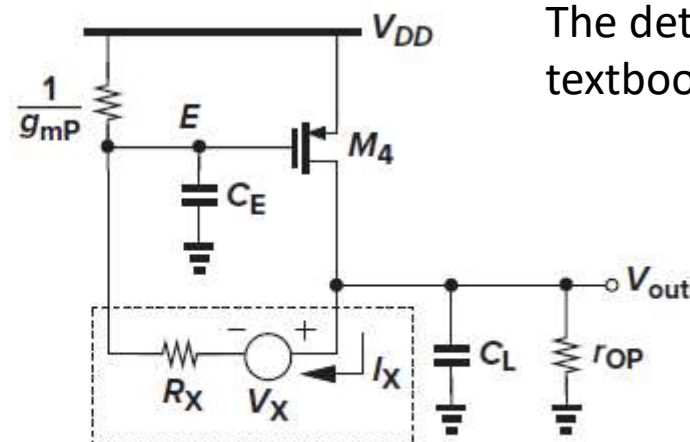 The det
textboo
V_DD
1
g_mP
E
M_4
C_E
V_out
− +
R_X
V_X
I_X
C_L
r_OP